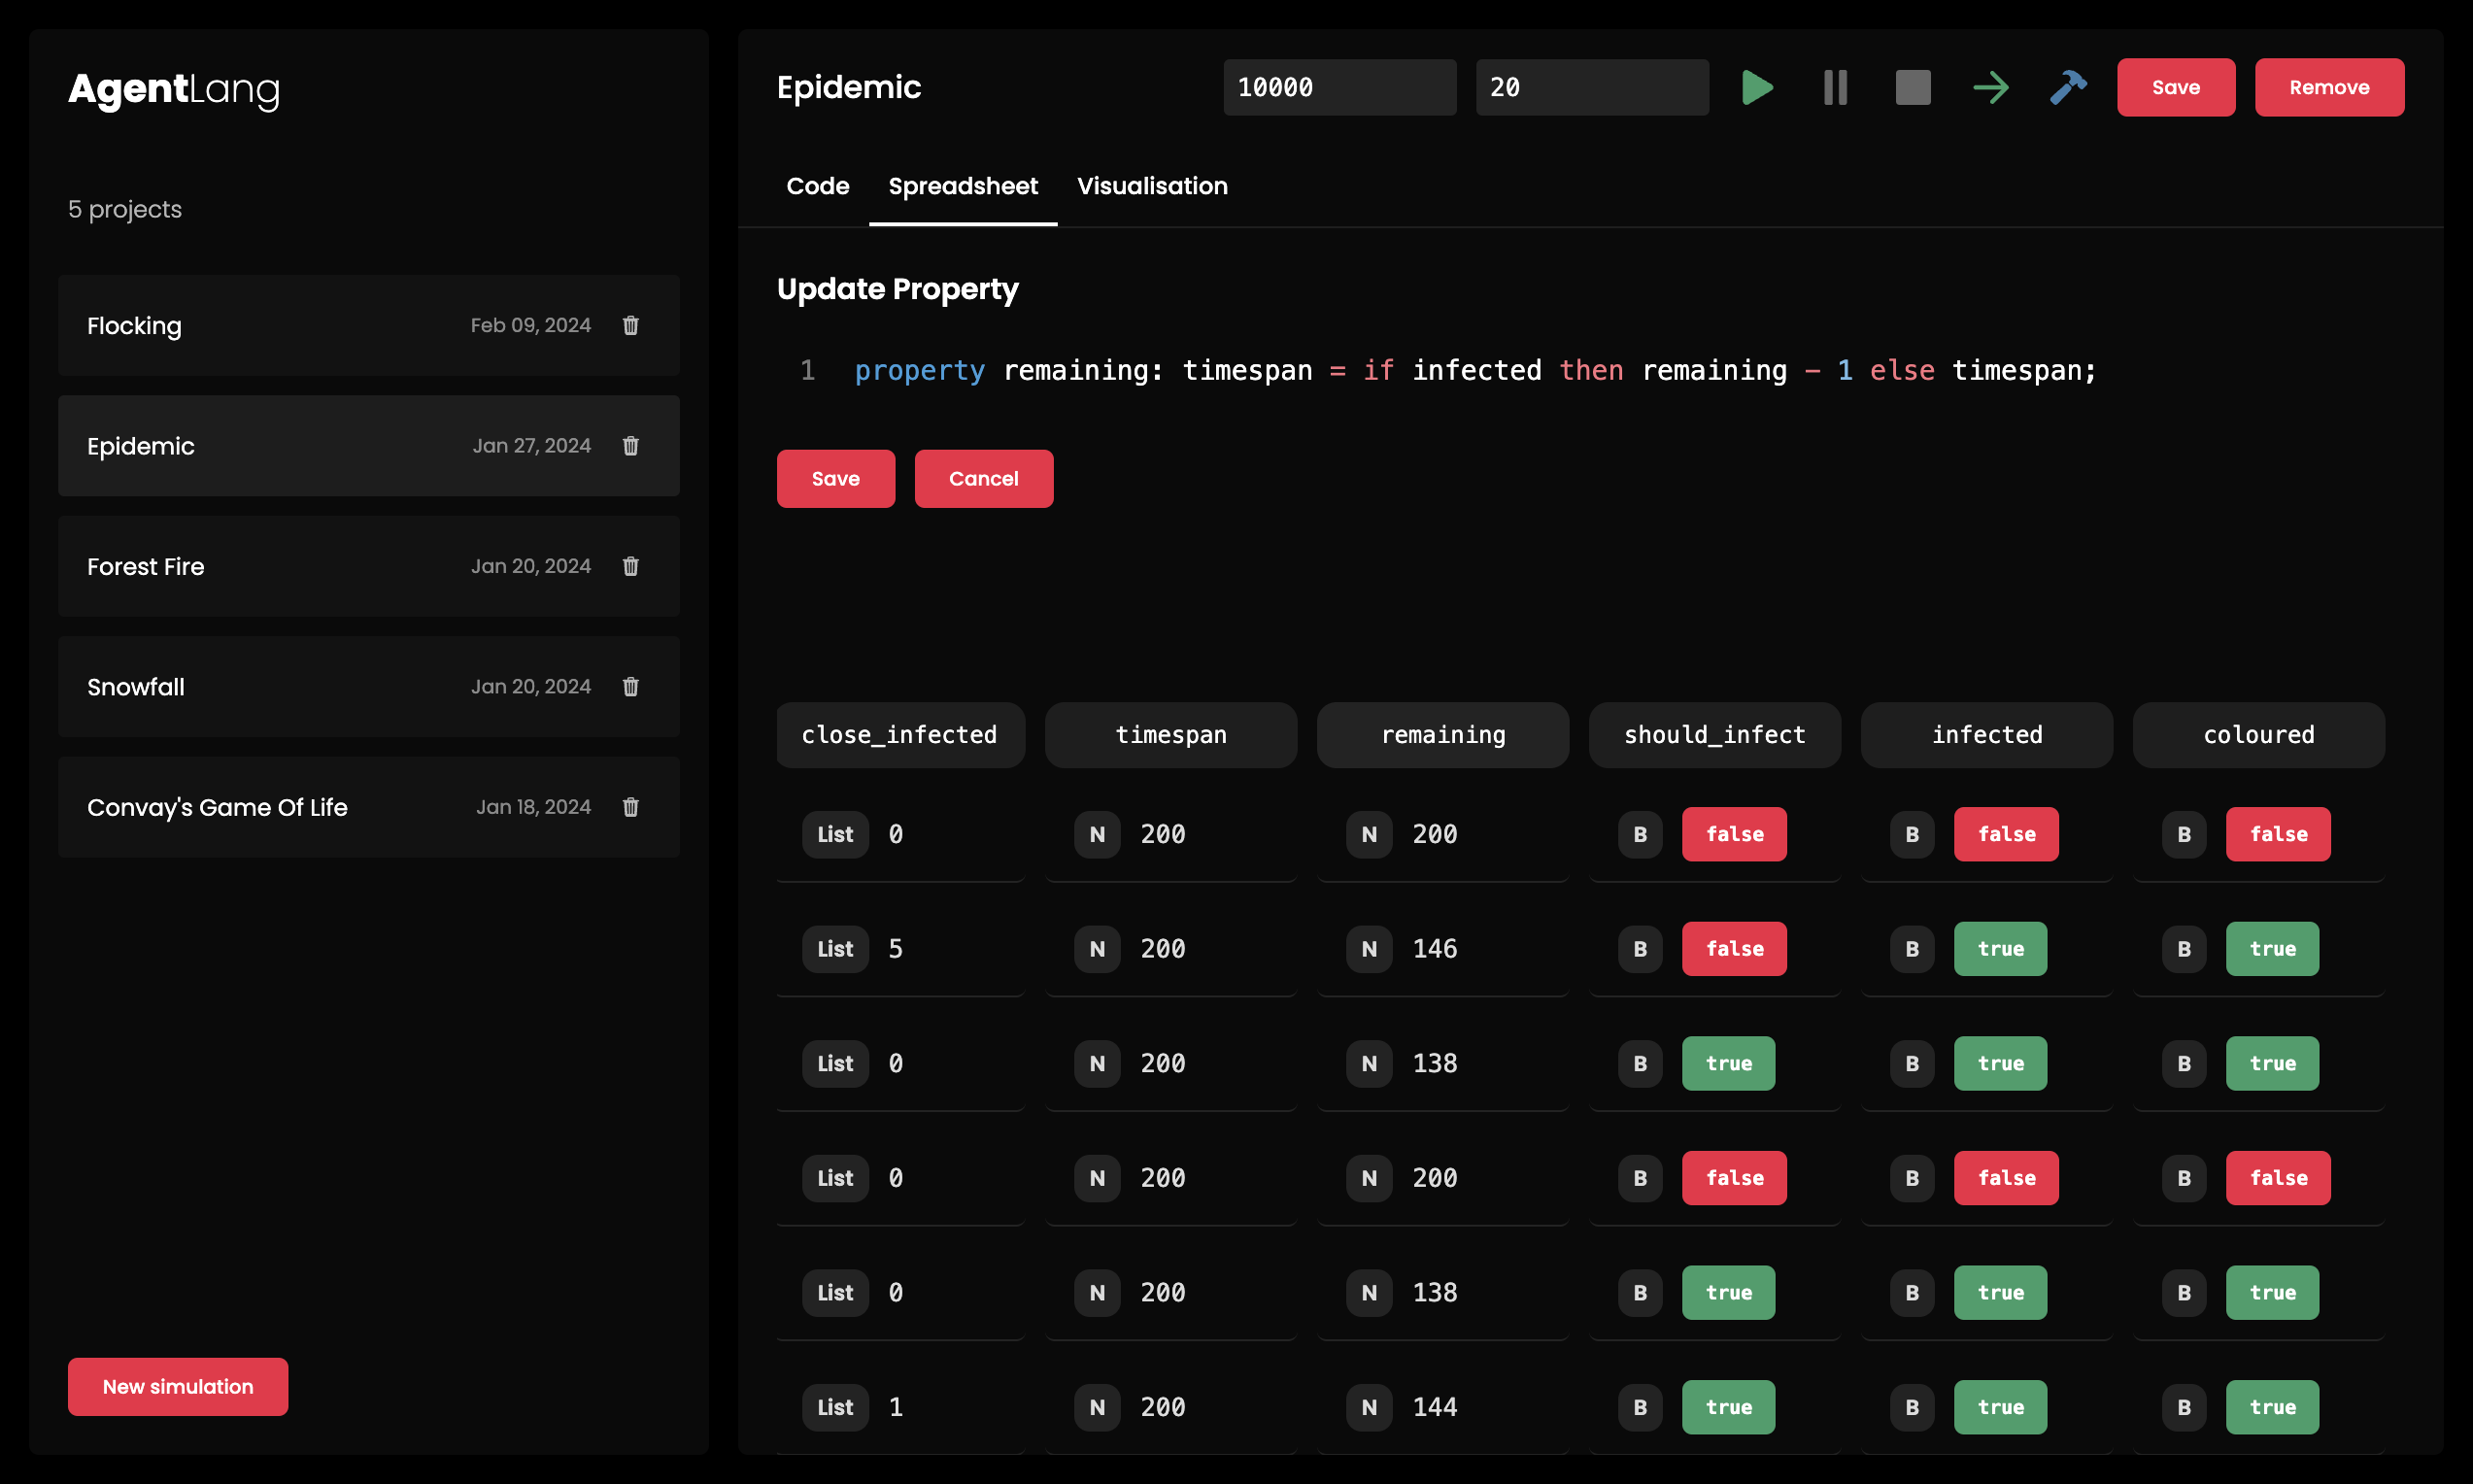 AgentLang
5 projects
Flocking Feb 09, 2024
Epidemic Jan 27, 2024
Forest Fire Jan 20, 2024
Snowfall Jan 20, 2024
Convay's Game Of Life Jan 18, 2024
New simulation
Epidemic 10000 20 Save Remove
Code Spreadsheet Visualisation
Update Property
1 property remaining: timespan = if infected then remaining - 1 else timespan;
Save Cancel
close_infected timespan remaining should_infect infected coloured
List 0 N 200 N 200 B false B false B false
List 5 N 200 N 146 B false B true B true
List 0 N 200 N 138 B true B true B true
List 0 N 200 N 200 B false B false B false
List 0 N 200 N 138 B true B true B true
List 1 N 200 N 144 B true B true B true